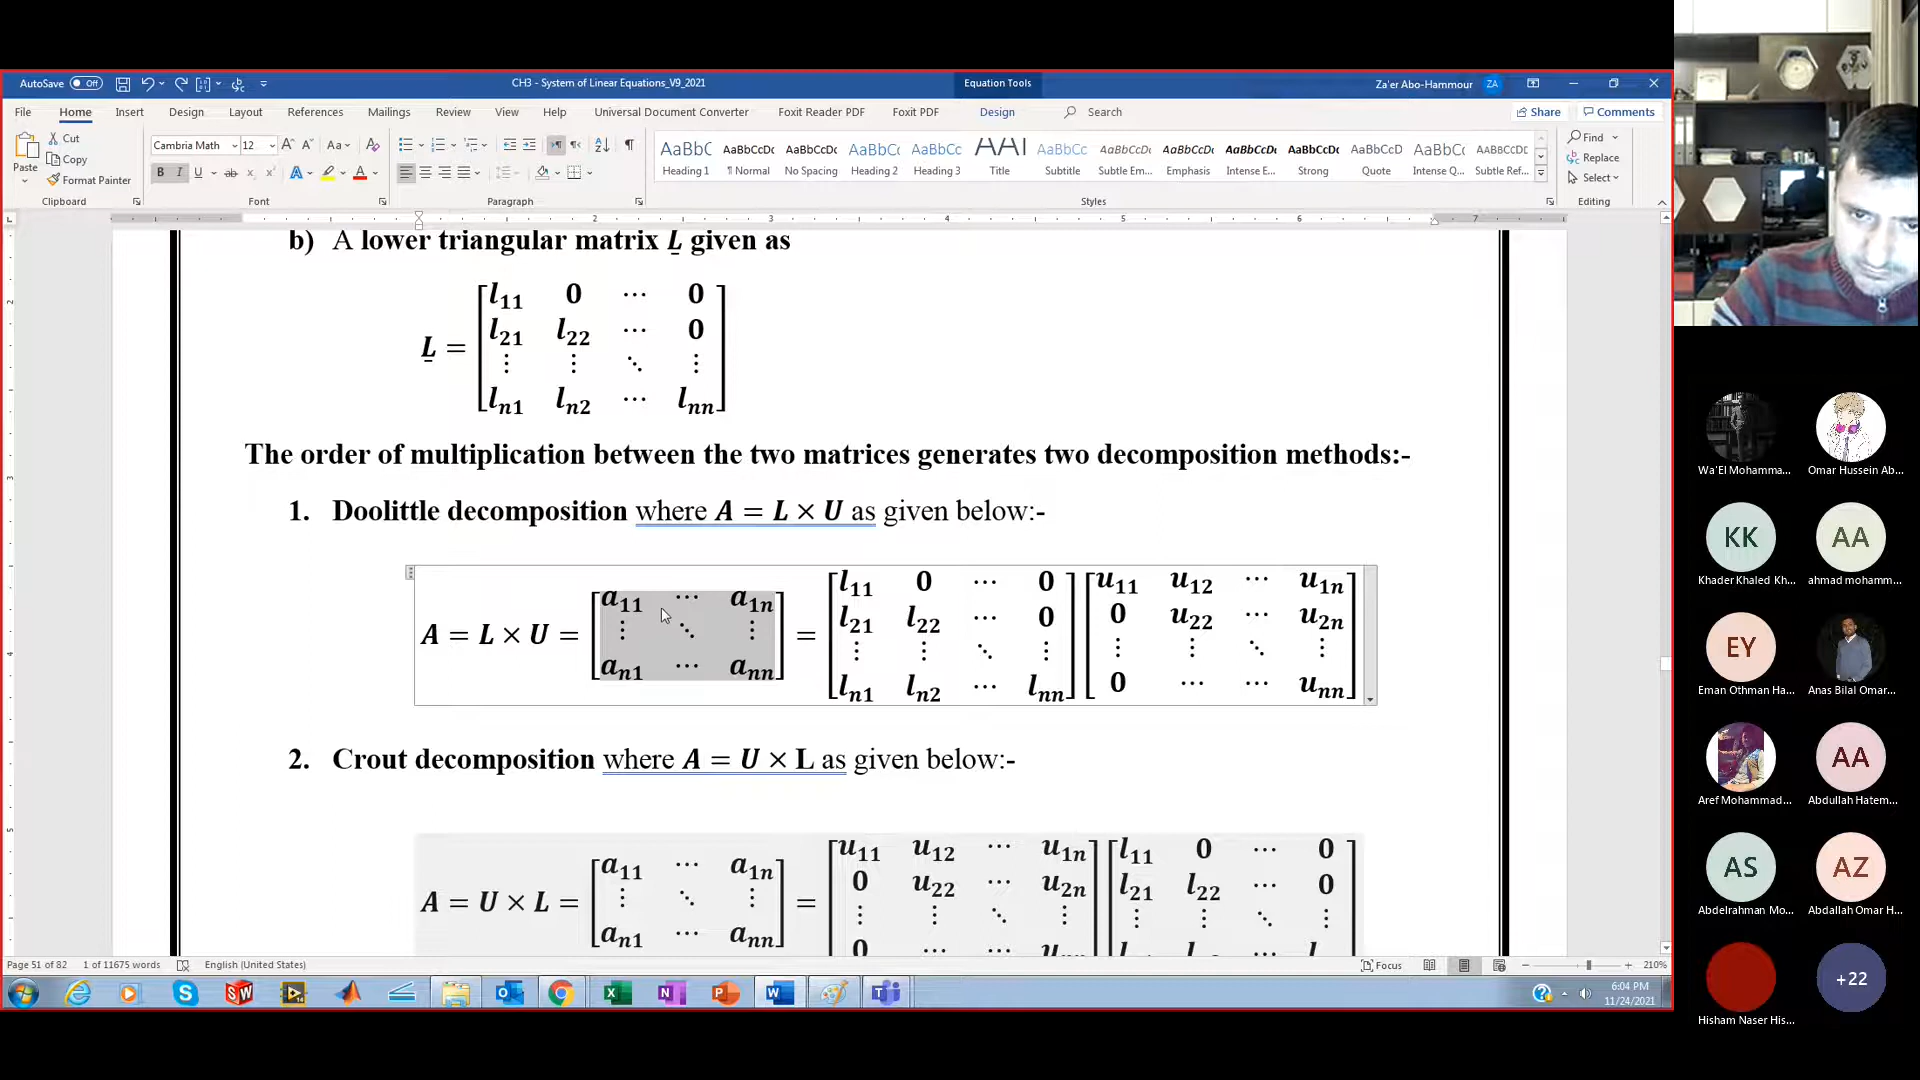 AutoSave Off
CH3 - System of Linear Equations_V9_2021
Equation Tools
Za'er Abo-Hammour ZA
File Home Insert Design Layout References Mailings Review View Help Universal Document Converter Foxit Reader PDF Foxit PDF Design Search Share Comments
Paste
Cut
Copy
Format Painter
Clipboard
Cambria Math 12
Font
Paragraph
AaBbC AaBbCcDc AaBbCcDc AaBbCc AaBbCc AAI AaBbCc AaBbCcDc AaBbCcDc AaBbCcDc AaBbCcDc AaBbCcD AaBbCc AABBCCDC
Heading 1 ¶ Normal No Spacing Heading 2 Heading 3 Title Subtitle Subtle Em... Emphasis Intense E... Strong Quote Intense Q... Subtle Ref...
Styles
Find
Replace
Select
Editing
2 3 4 5 6 7
b) A lower triangular matrix L given as
l11 0 ⋯ 0
l21 l22 ⋯ 0
L = ⋮ ⋮ ⋱ ⋮
ln1 ln2 ⋯ lnn
The order of multiplication between the two matrices generates two decomposition methods:-
1. Doolittle decomposition where A = L × U as given below:-
A = L × U = [a11 ⋯ a1n ⋮ ⋱ ⋮ an1 ⋯ ann] = [l11 0 ⋯ 0 l21 l22 ⋯ 0 ⋮ ⋮ ⋱ ⋮ ln1 ln2 ⋯ lnn] [u11 u12 ⋯ u1n 0 u22 ⋯ u2n ⋮ ⋮ ⋱ ⋮ 0 ⋯ ⋯ unn]
2. Crout decomposition where A = U × L as given below:-
A = U × L = [a11 ⋯ a1n ⋮ ⋱ ⋮ an1 ⋯ ann] = [u11 u12 ⋯ u1n 0 u22 ⋯ u2n ⋮ ⋮ ⋱ ⋮ 0 ⋯ ⋯ unn] [l11 0 ⋯ 0 l21 l22 ⋯ 0 ⋮ ⋮ ⋱ ⋮
Page 51 of 82 1 of 11675 words English (United States) Focus 210%
6:04 PM
11/24/2021
Wa'El Mohamma... Omar Hussein Ab...
KK AA
Khader Khaled Kh... ahmad mohamm...
EY
Eman Othman Ha... Anas Bilal Omar...
AA
Aref Mohammad... Abdullah Hatem...
AS AZ
Abdelrahman Mo... Abdallah Omar H...
+22
Hisham Naser His...